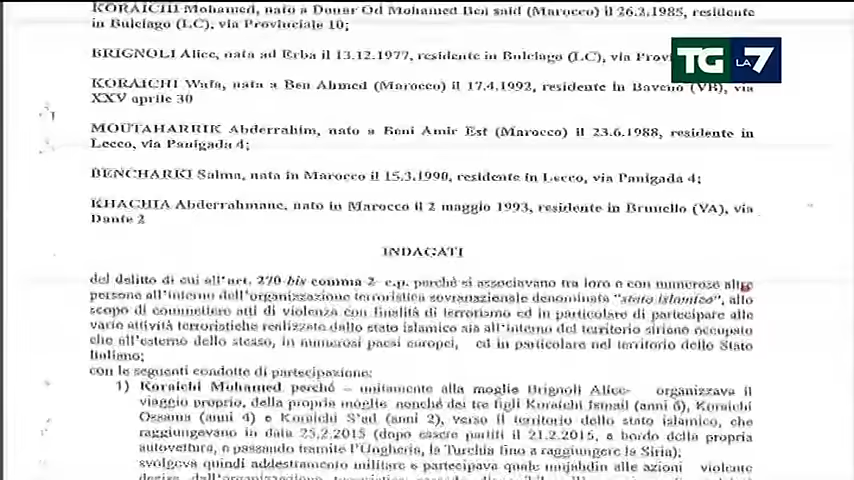 KORAICHI Mohamed, nato a Douar Od Mohamed Ben said (Marocco) il 26.2.1985, residente
in Bulciago (LC), via Provinciale 10;
BRIGNOLI Alice, nata ad Erba il 13.12.1977, residente in Bulciago (LC), via Provi
TG LA7
KORAICHI Wafa, nata a Ben Ahmed (Marocco) il 17.4.1992, residente in Baveno (VB), via
XXV aprile 30
MOUTAHARRIK Abderrahim, nato a Beni Amir Est (Marocco) il 23.6.1988, residente in
Lecco, via Panigada 4;
BENCHARKI Salma, nata in Marocco il 15.3.1990, residente in Lecco, via Panigada 4;
KHACHIA Abderrahmane, nato in Marocco il 2 maggio 1993, residente in Brunello (VA), via
Dante 2
INDAGATI
del delitto di cui all'art. 270-bis comma 2 c.p. perchè si associavano tra loro e con numerose altre
persone all'interno dell'organizzazione terroristica sovranazionale denominata "stato islamico", allo
scopo di commettere atti di violenza con finalità di terrorismo ed in particolare di partecipare alle
varie attività terroristiche realizzate dallo stato islamico sia all'interno del territorio siriano occupato
che all'esterno dello stesso, in numerosi paesi europei, ed in particolare nel territorio dello Stato
Italiano;
con le seguenti condotte di partecipazione:
1) Koraichi Mohamed perché – unitamente alla moglie Brignoli Alice- organizzava il
viaggio proprio, della propria moglie nonché dei tre figli Koraichi Ismail (anni 6), Koraichi
Ossama (anni 4) e Koraichi S'ad (anni 2), verso il territorio dello stato islamico, che
raggiungevano in data 25.2.2015 (dopo essere partiti il 21.2.2015, a bordo della propria
autovettura, e passando tramite l'Ungheria, la Turchia fino a raggiungere la Siria);
svolgeva quindi addestramento militare e partecipava quale mujahidin alle azioni violente